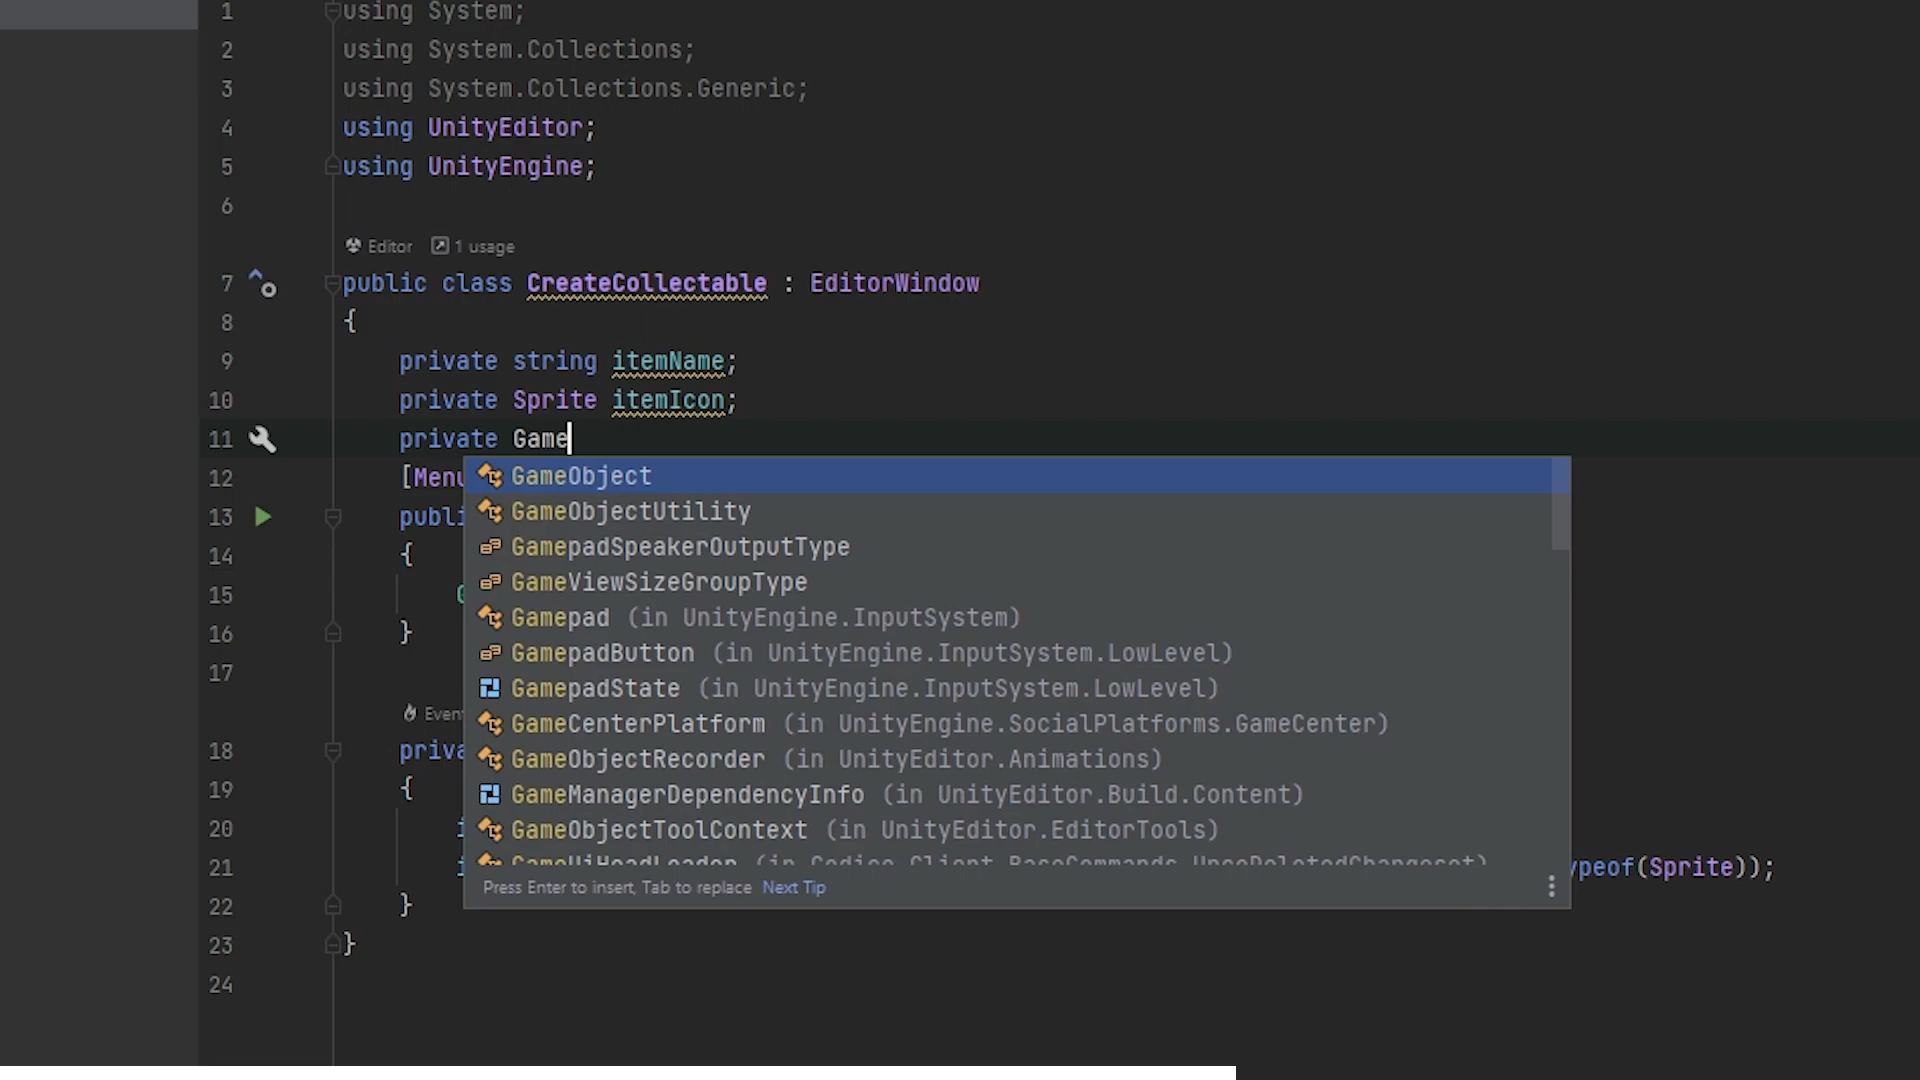 1 using System;
2 using System.Collections;
3 using System.Collections.Generic;
4 using UnityEditor;
5 using UnityEngine;
6
Editor 1 usage
7 public class CreateCollectable : EditorWindow
8 {
9 private string itemName;
10 private Sprite itemIcon;
11 private Game
12 [Menu
GameObject
13 publi
GameObjectUtility
GamepadSpeakerOutputType
14 {
GameViewSizeGroupType
15
Gamepad (in UnityEngine.InputSystem)
16 }
GamepadButton (in UnityEngine.InputSystem.LowLevel)
17
GamepadState (in UnityEngine.InputSystem.LowLevel)
Even
GameCenterPlatform (in UnityEngine.SocialPlatforms.GameCenter)
18 priva
GameObjectRecorder (in UnityEditor.Animations)
19 {
GameManagerDependencyInfo (in UnityEditor.Build.Content)
20 i
GameObjectToolContext (in UnityEditor.EditorTools)
21 i ypeof(Sprite));
Press Enter to insert, Tab to replace Next Tip
22 }
23 }
24